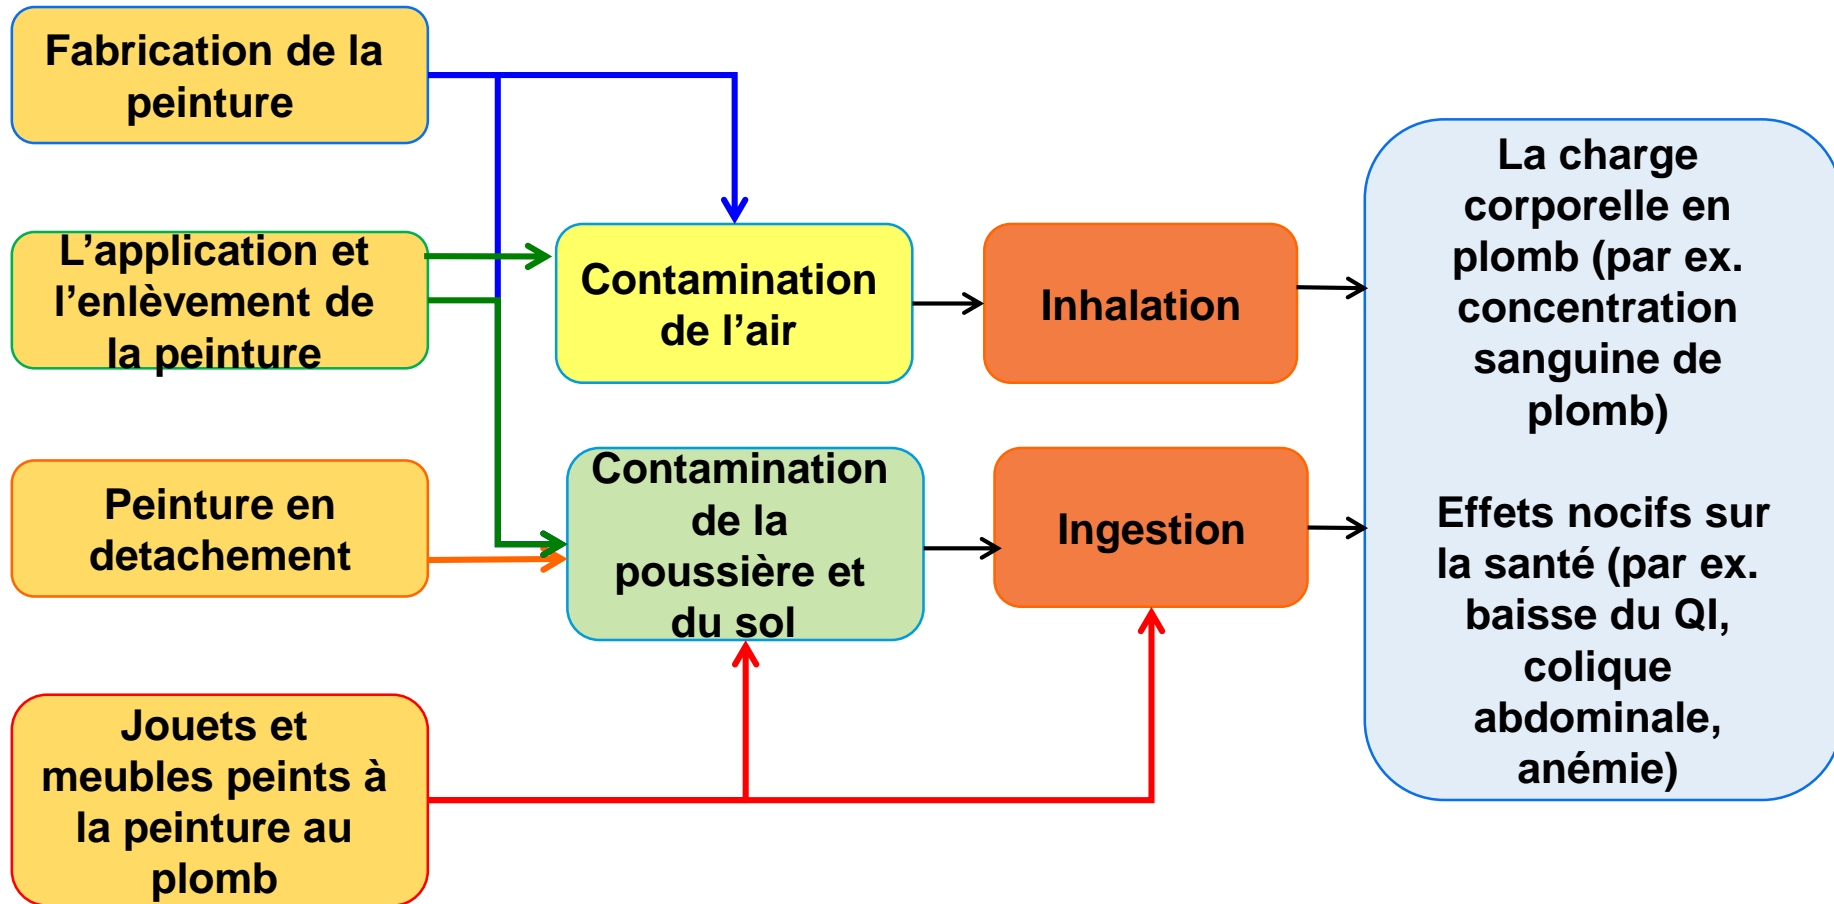 Fabrication de la
peinture
L’application et
l’enlèvement de
la peinture
Peinture en
detachement
Jouets et
meubles peints à
la peinture au
plomb
Contamination
de l’air
Contamination
de la
poussière et
du sol
Inhalation
Ingestion
La charge
corporelle en
plomb (par ex.
concentration
sanguine de
plomb)
Effets nocifs sur
la santé (par ex.
baisse du QI,
colique
abdominale,
anémie)